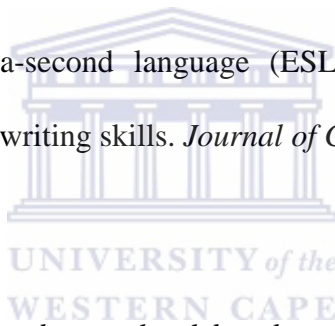 a-second language (ESL
writing skills. Journal of
UNIVERSITY of the
WESTERN CAPE